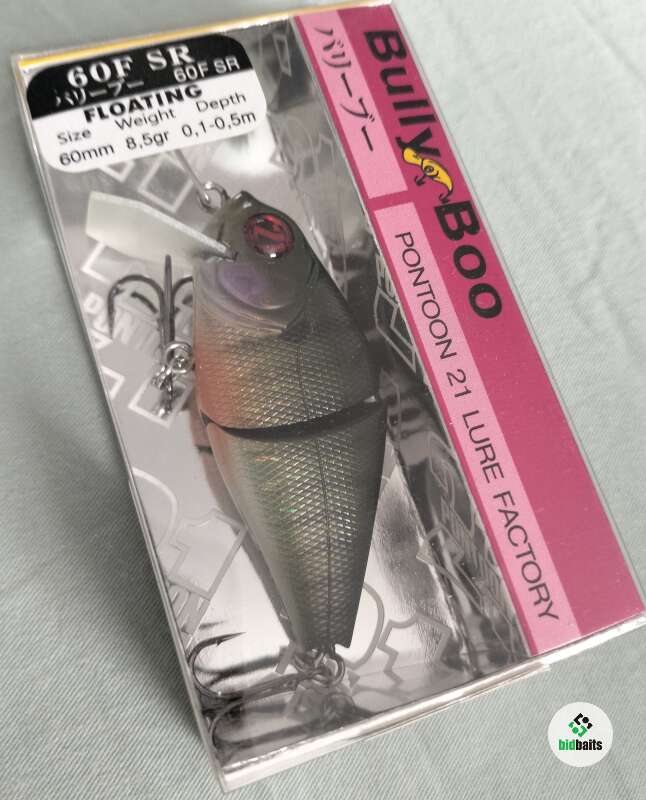 60F SR
バリーブー 60F SR
FLOATING
Size Weight Depth
60mm 8,5gr 0,1-0,5m
Bully Boo
バリーブー
PONTOON 21 LURE FACTORY
bidbaits